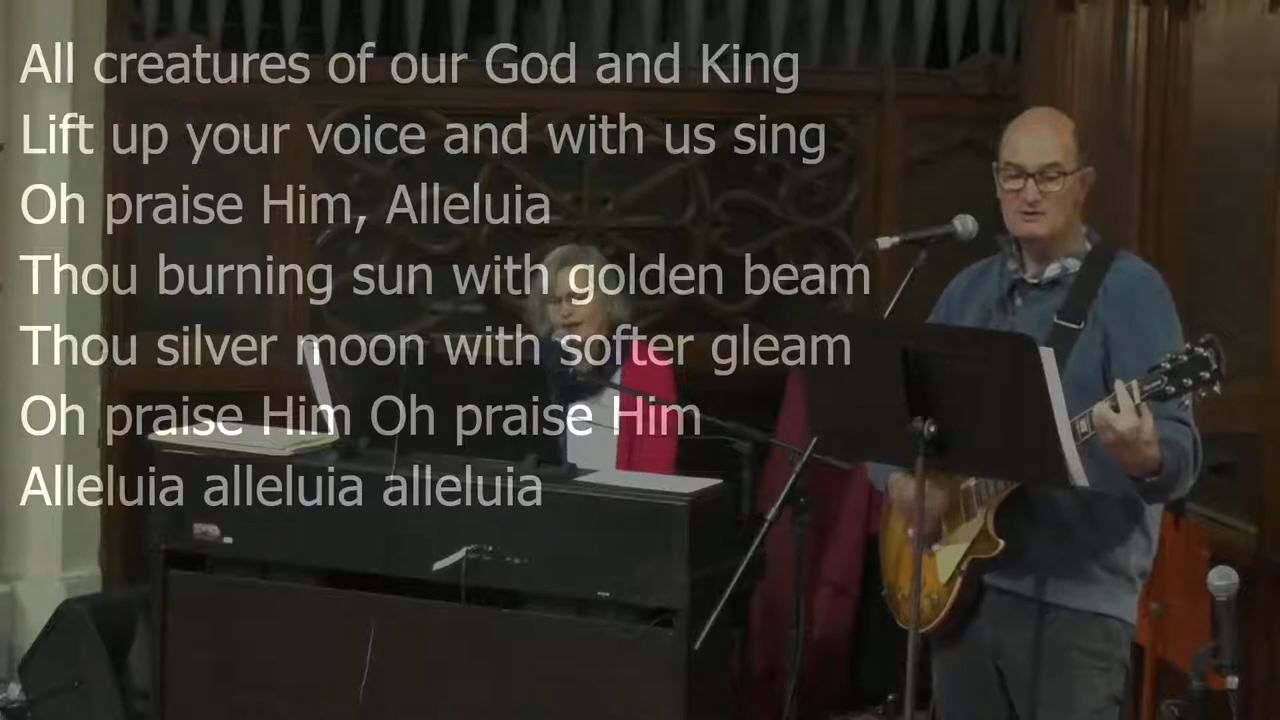 All creatures of our God and King
Lift up your voice and with us sing
Oh praise Him, Alleluia
Thou burning sun with golden beam
Thou silver moon with softer gleam
Oh praise Him Oh praise Him
Alleluia alleluia alleluia